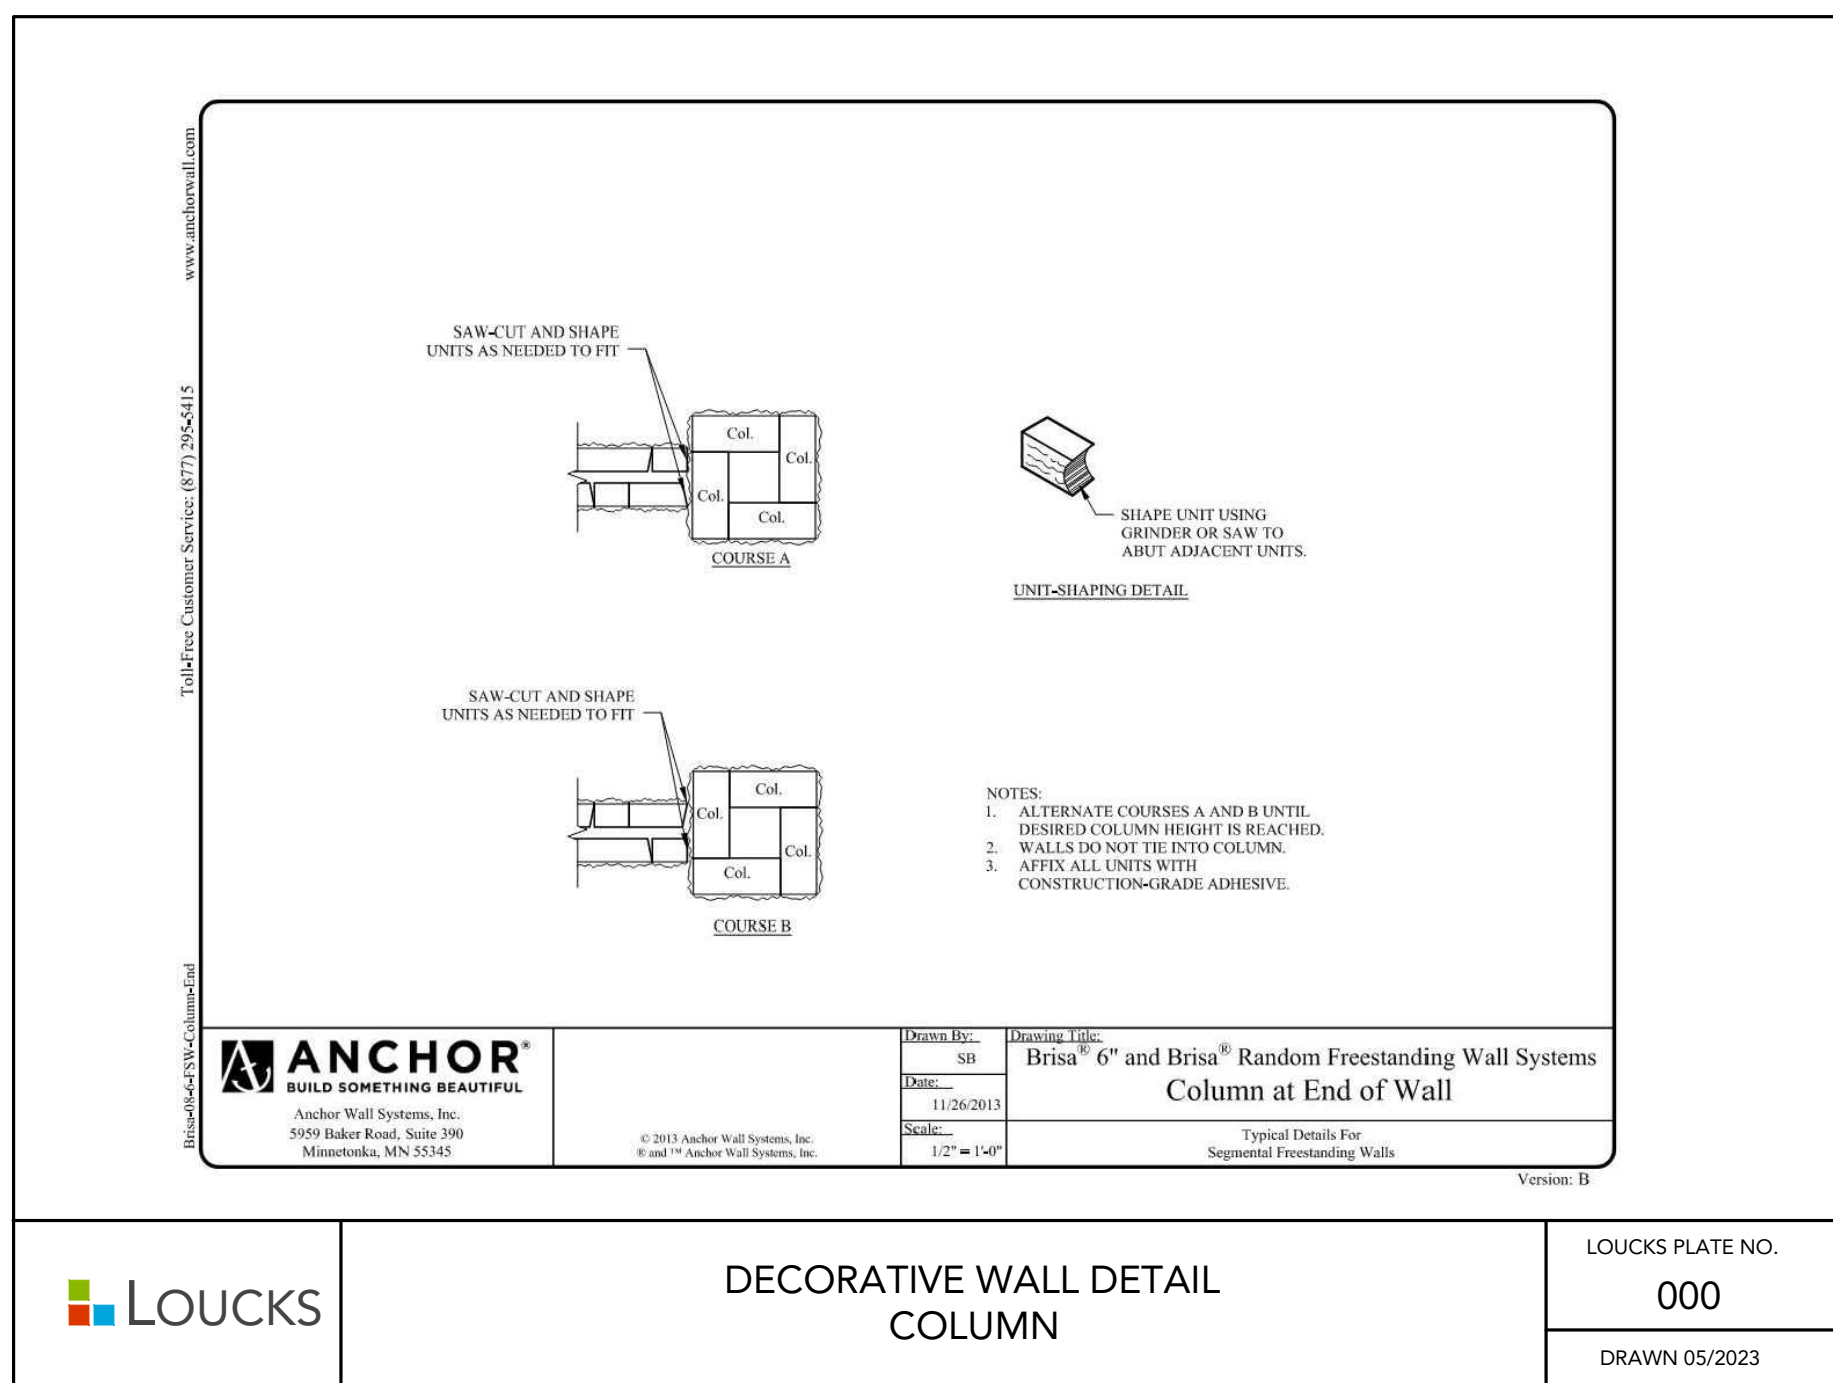 www.anchorwall.com
Toll-Free Customer Service: (877) 295-5415
Brisa-08-6-FSW-Column-End
SAW-CUT AND SHAPE
UNITS AS NEEDED TO FIT
Col.
Col.
Col.
Col.
COURSE A
SHAPE UNIT USING
GRINDER OR SAW TO
ABUT ADJACENT UNITS.
UNIT-SHAPING DETAIL
SAW-CUT AND SHAPE
UNITS AS NEEDED TO FIT
Col.
Col.
Col.
Col.
COURSE B
NOTES:
1. ALTERNATE COURSES A AND B UNTIL
DESIRED COLUMN HEIGHT IS REACHED.
2. WALLS DO NOT TIE INTO COLUMN.
3. AFFIX ALL UNITS WITH
CONSTRUCTION-GRADE ADHESIVE.
ANCHOR®
BUILD SOMETHING BEAUTIFUL
Anchor Wall Systems, Inc.
5959 Baker Road, Suite 390
Minnetonka, MN 55345
© 2013 Anchor Wall Systems, Inc.
® and ™ Anchor Wall Systems, Inc.
Drawn By:
SB
Date:
11/26/2013
Scale:
1/2" = 1'-0"
Drawing Title:
Brisa® 6" and Brisa® Random Freestanding Wall Systems
Column at End of Wall
Typical Details For
Segmental Freestanding Walls
Version: B
LOUCKS
DECORATIVE WALL DETAIL
COLUMN
LOUCKS PLATE NO.
000
DRAWN 05/2023